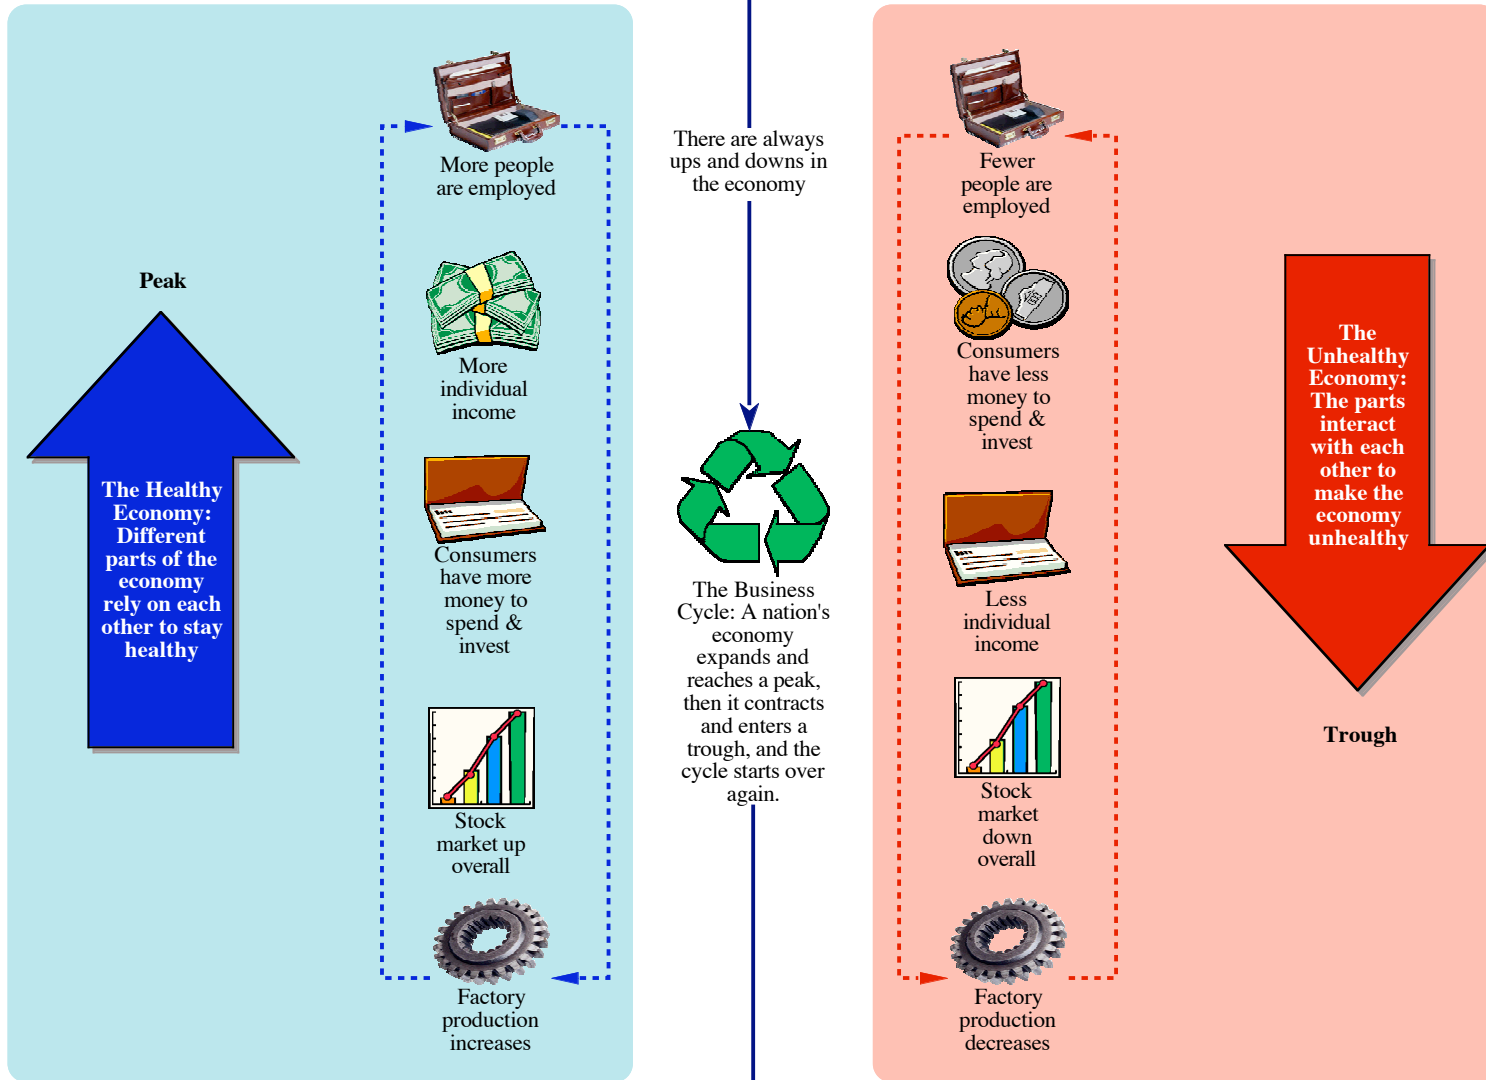 More people
are employed
Peak
More
individual
income
The Healthy
Economy:
Different
parts of the
economy
rely on each
other to stay
healthy
Consumers
have more
money to
spend &
invest
Stock
market up
overall
Factory
production
increases
There are always
ups and downs in
the economy
The Business
Cycle: A nation's
economy
expands and
reaches a peak,
then it contracts
and enters a
trough, and the
cycle starts over
again.
Fewer
people are
employed
Consumers
have less
money to
spend &
invest
Less
individual
income
Stock
market
down
overall
Factory
production
decreases
The
Unhealthy
Economy:
The parts
interact
with each
other to
make the
economy
unhealthy
Trough